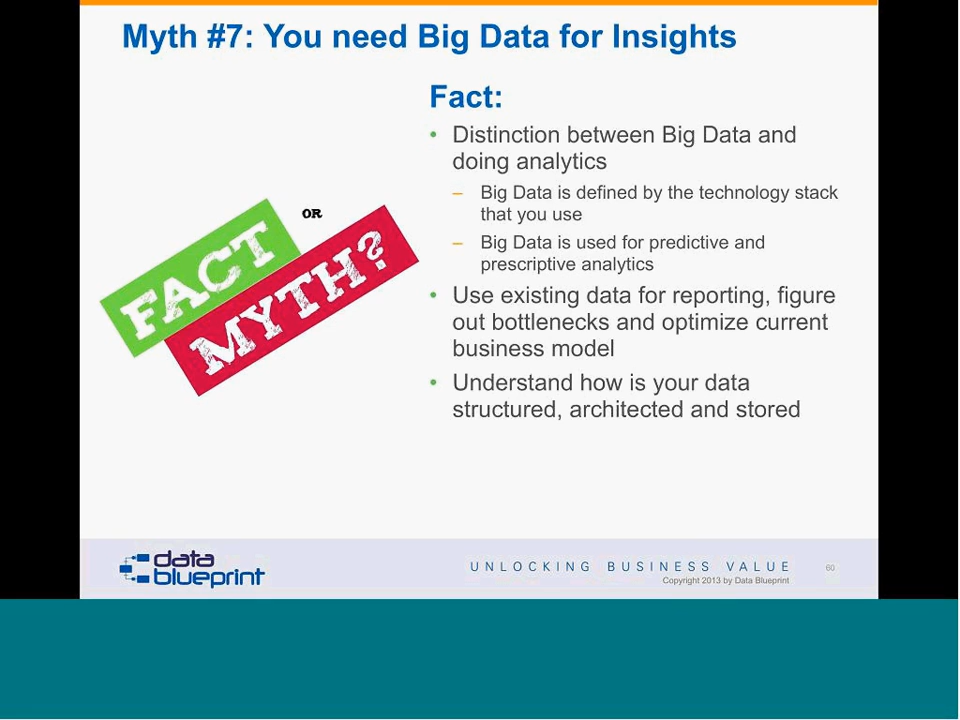 Myth #7: You need Big Data for Insights
FACT
OR
MYTH?
Fact:
• Distinction between Big Data and
doing analytics
– Big Data is defined by the technology stack
that you use
– Big Data is used for predictive and
prescriptive analytics
• Use existing data for reporting, figure
out bottlenecks and optimize current
business model
• Understand how is your data
structured, architected and stored
data
blueprint
UNLOCKING BUSINESS VALUE
Copyright 2013 by Data Blueprint
60